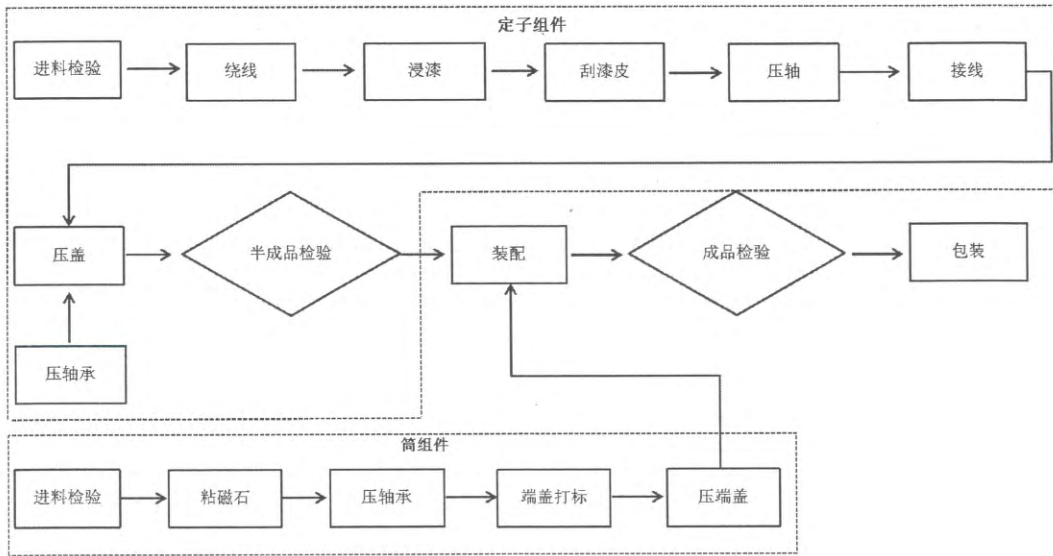 定子组件
进料检验
绕线
浸漆
刮漆皮
压轴
接线
压盖
半成品检验
装配
成品检验
包装
压轴承
筒组件
进料检验
粘磁石
压轴承
端盖打标
压端盖